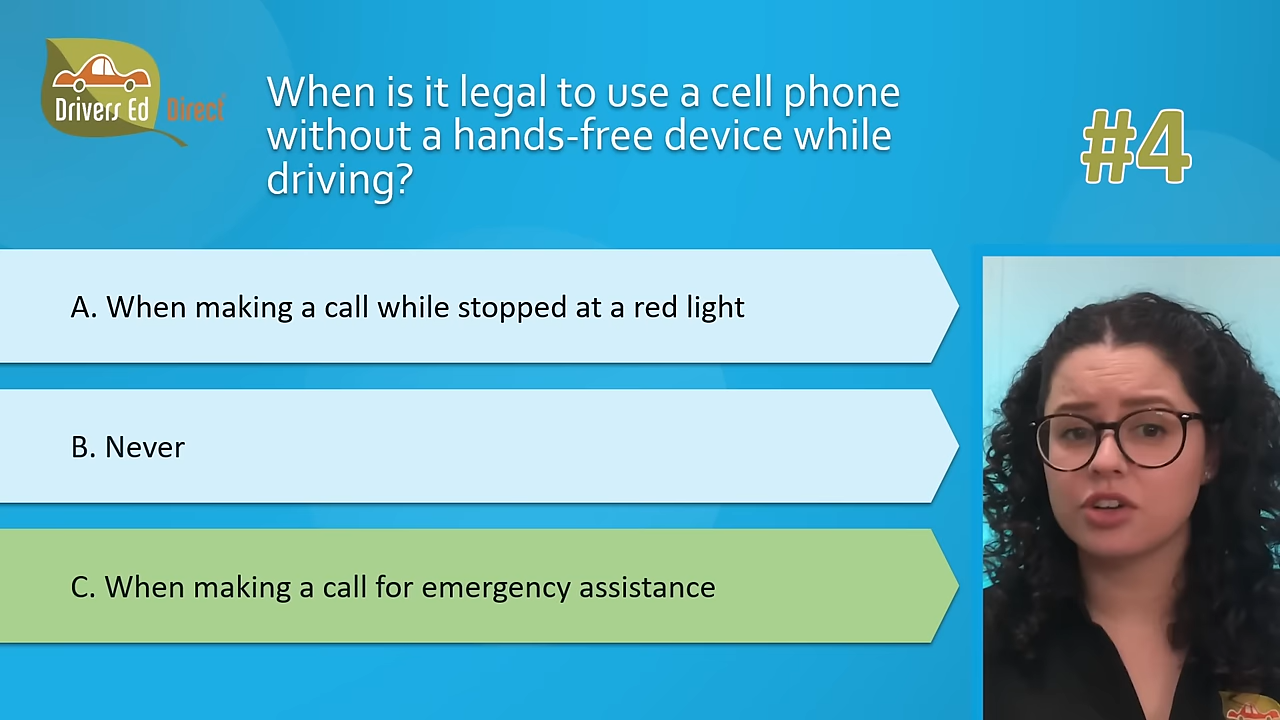 Drivers Ed Direct
When is it legal to use a cell phone
without a hands-free device while
driving?
#4
A. When making a call while stopped at a red light
B. Never
C. When making a call for emergency assistance